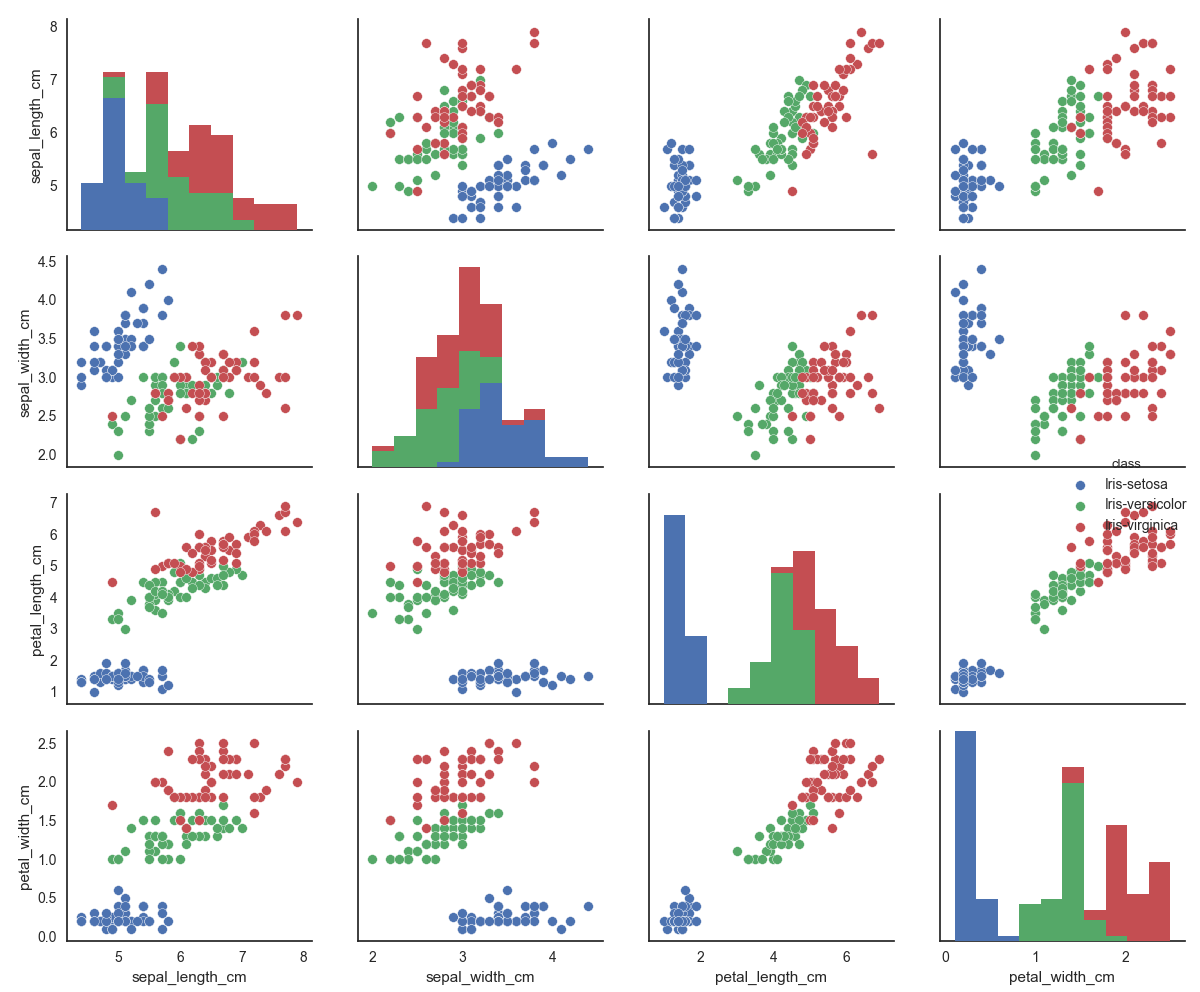 sepal_length_cm
8
7
6
5
sepal_width_cm
4.5
4.0
3.5
3.0
2.5
2.0
class
Iris-setosa
Iris-versicolor
Iris-virginica
petal_length_cm
7
6
5
4
3
2
1
petal_width_cm
2.5
2.0
1.5
1.0
0.5
0.0
5 6 7 8
sepal_length_cm
2 3 4
sepal_width_cm
2 4 6
petal_length_cm
0 1 2
petal_width_cm